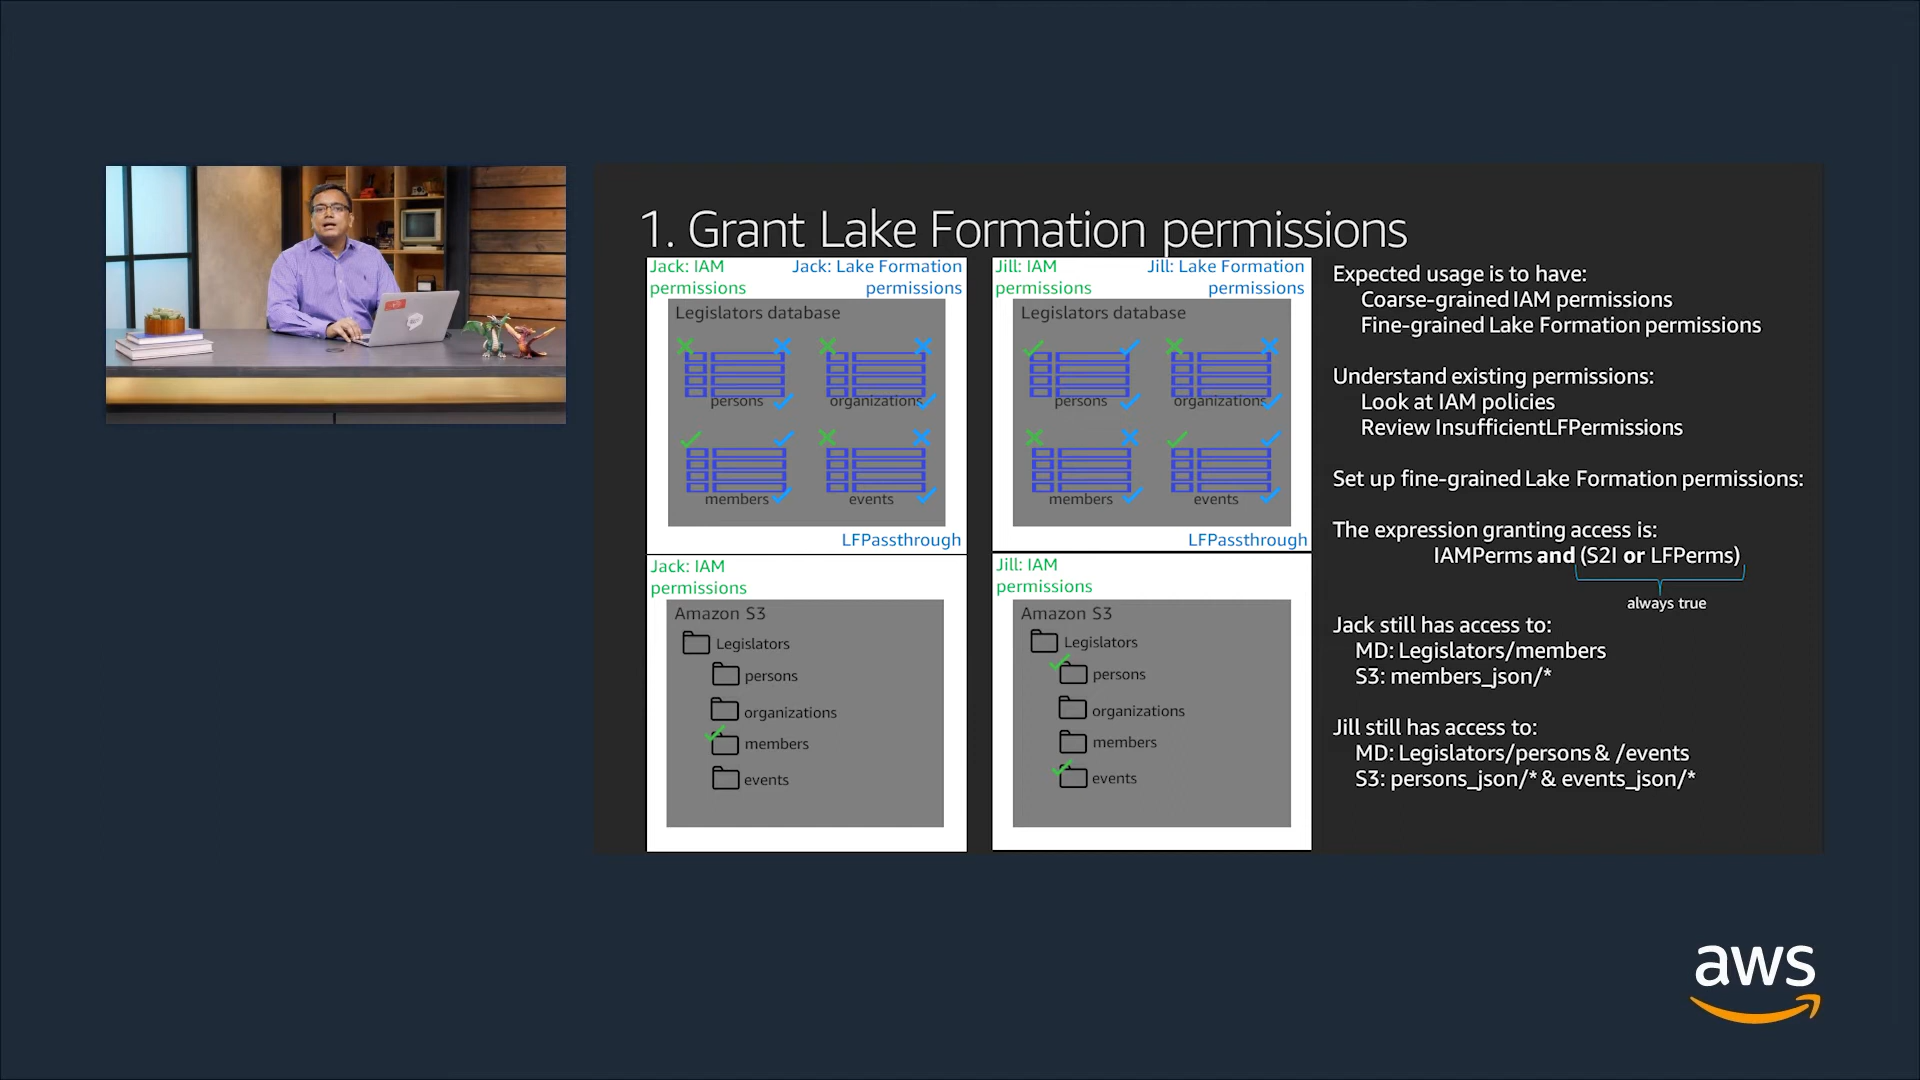 1. Grant Lake Formation permissions
Jack: IAM
permissions
Jack: Lake Formation
permissions
Legislators database
persons
organizations
members
events
LFPassthrough
Jack: IAM
permissions
Amazon S3
Legislators
persons
organizations
members
events
Jill: IAM
permissions
Jill: Lake Formation
permissions
Legislators database
persons
organizations
members
events
LFPassthrough
Jill: IAM
permissions
Amazon S3
Legislators
persons
organizations
members
events
Expected usage is to have:
Coarse-grained IAM permissions
Fine-grained Lake Formation permissions
Understand existing permissions:
Look at IAM policies
Review InsufficientLFPermissions
Set up fine-grained Lake Formation permissions:
The expression granting access is:
IAMPerms and (S2I or LFPerms)
always true
Jack still has access to:
MD: Legislators/members
S3: members_json/*
Jill still has access to:
MD: Legislators/persons & /events
S3: persons_json/* & events_json/*
aws